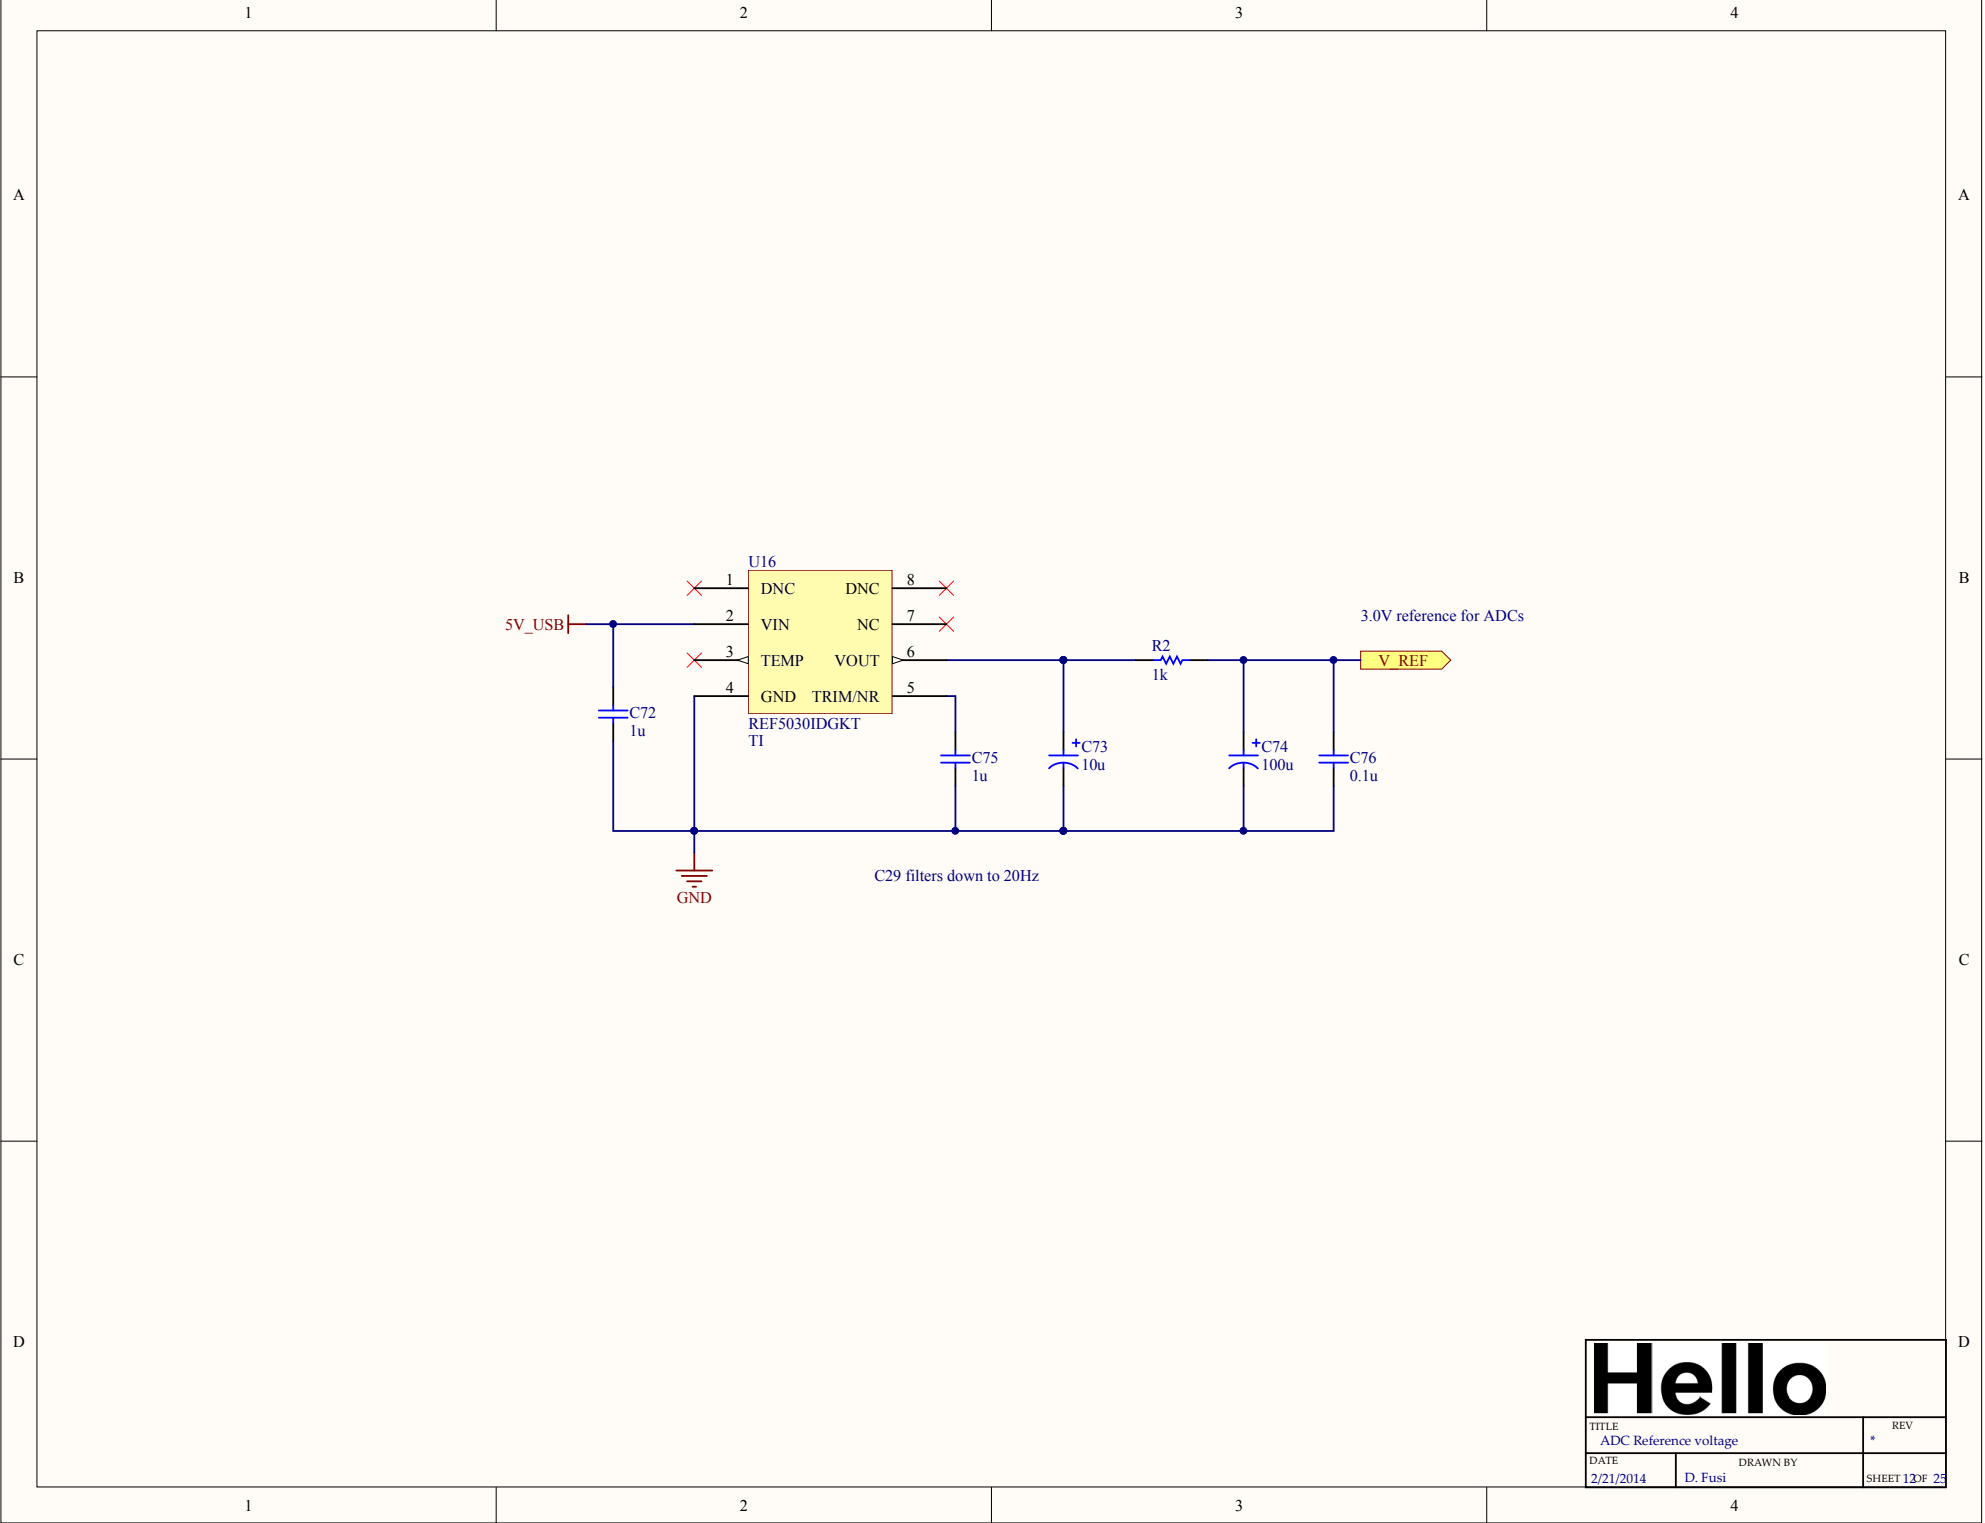 1 2 3 4
A A
B B
C C
D D
U16
1 DNC DNC 8
5V_USB 2 VIN NC 7
3 TEMP VOUT 6
4 GND TRIM/NR 5
REF5030IDGKT
TI
C72
1u
C75
1u
+C73
10u
R2
1k
+C74
100u
C76
0.1u
3.0V reference for ADCs
V_REF
GND
C29 filters down to 20Hz
Hello
TITLE
ADC Reference voltage
REV
*
DATE
2/21/2014
DRAWN BY
D. Fusi
SHEET 12 OF 25
1 2 3 4